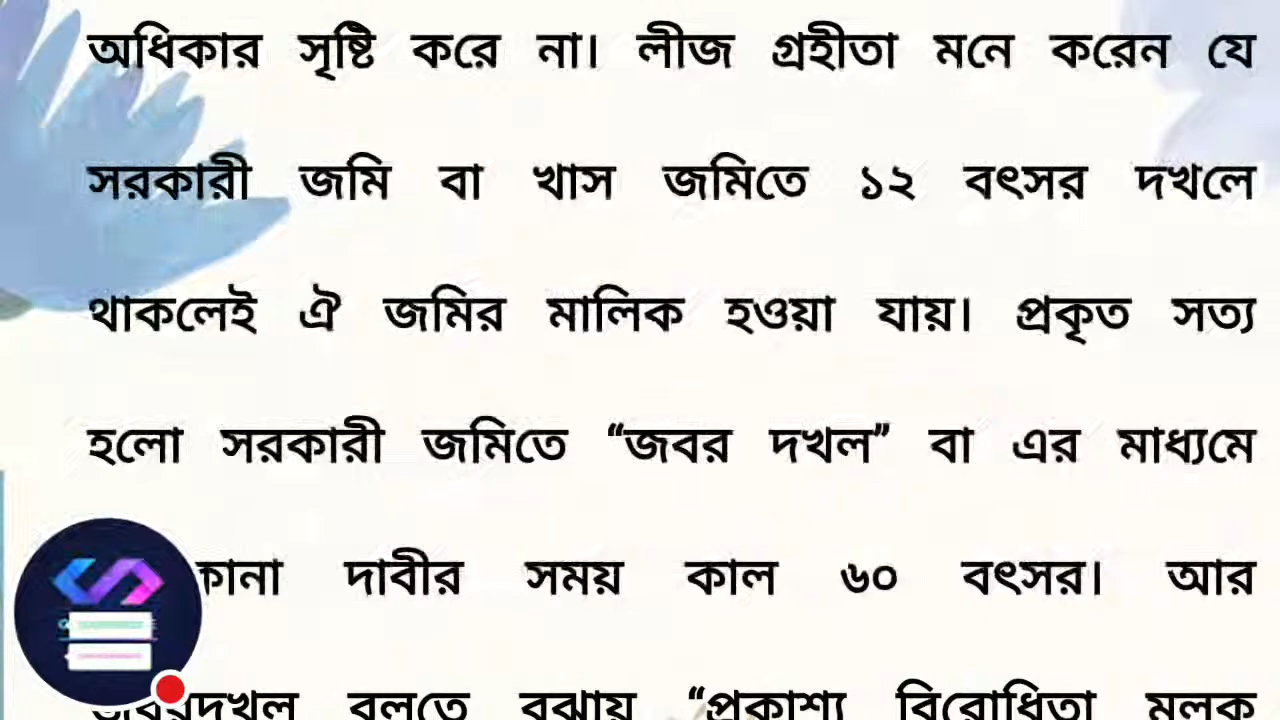 অধিকার সৃষ্টি করে না। লীজ গ্রহীতা মনে করেন যে
সরকারী জমি বা খাস জমিতে ১২ বৎসর দখলে
থাকলেই ঐ জমির মালিক হওয়া যায়। প্রকৃত সত্য
হলো সরকারী জমিতে “জবর দখল” বা এর মাধ্যমে
দাবীর সময় কাল ৬০ বৎসর। আর
বলতে বুঝায় “প্রকাশ্য বিরোধিতা মূলক